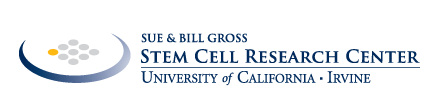 SUE & BILL GROSS
STEM CELL RESEARCH CENTER
UNIVERSITY of CALIFORNIA · IRVINE